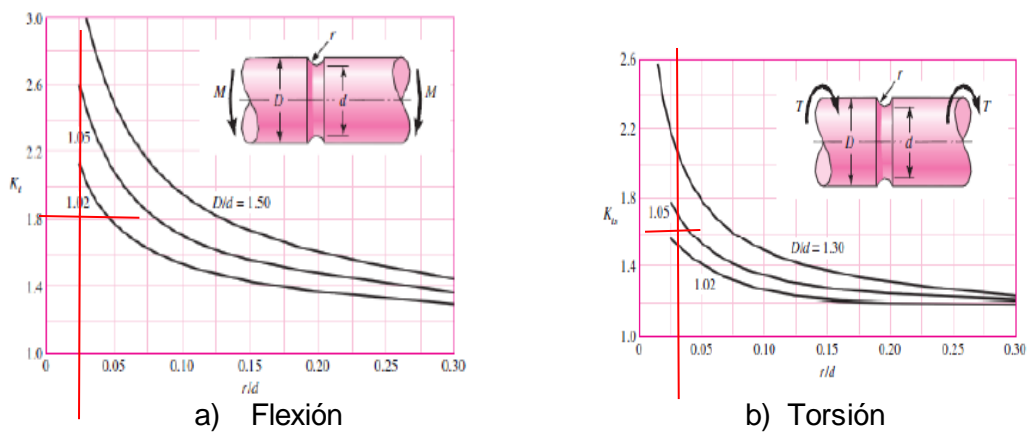 3.0
2.6
2.2
K_t
1.8
1.4
1.0
1.05
1.02
D/d = 1.50
r
M
D
d
M
0
0.05
0.10
0.15
0.20
0.25
0.30
r/d
a) Flexión
2.6
2.2
1.8
K_ts
1.4
1.0
1.05
1.02
D/d = 1.30
r
T
D
d
T
0
0.05
0.10
0.15
0.20
0.25
0.30
r/d
b) Torsión